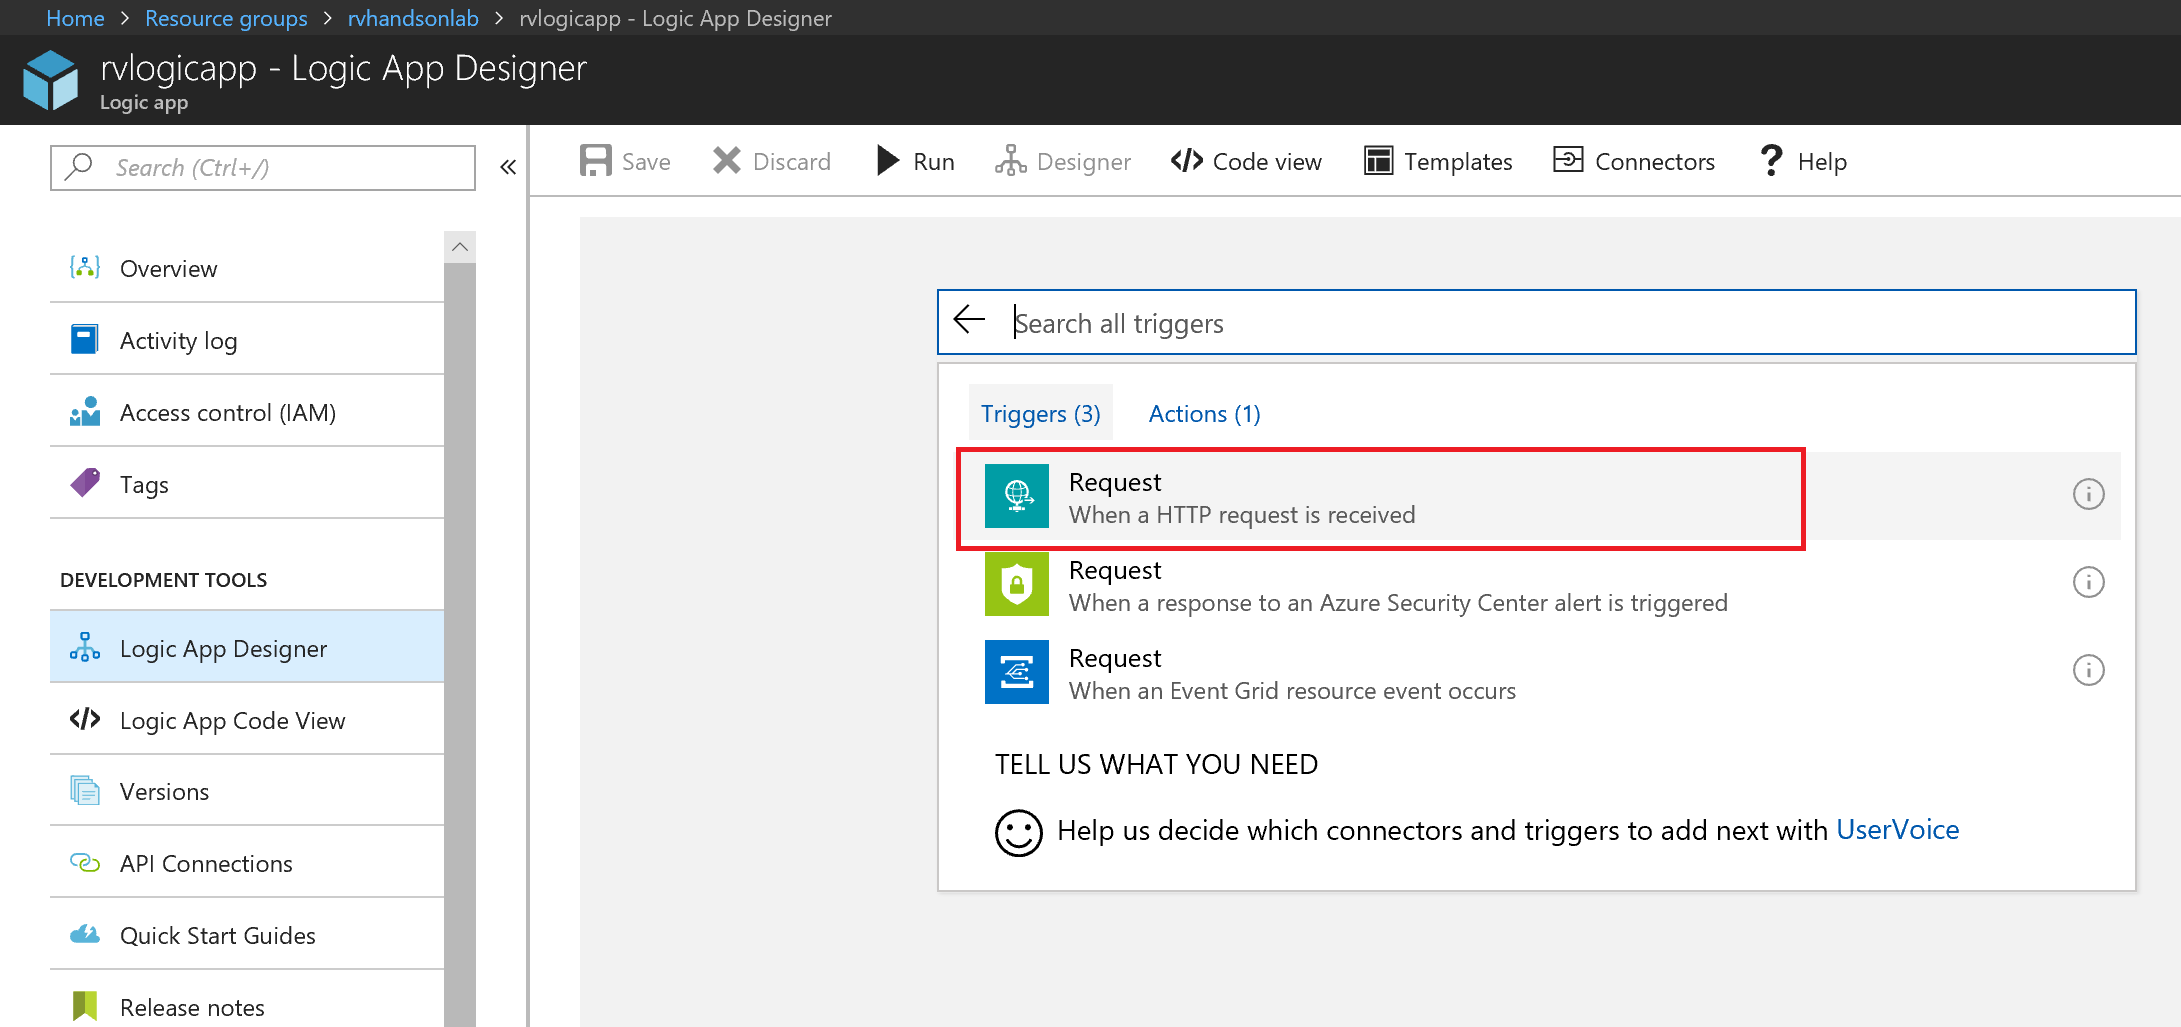 Home > Resource groups > rvhandsonlab > rvlogicapp - Logic App Designer
rvlogicapp - Logic App Designer
Logic app
Search (Ctrl+/)
«
Save
Discard
Run
Designer
Code view
Templates
Connectors
Help
Overview
Activity log
Access control (IAM)
Tags
DEVELOPMENT TOOLS
Logic App Designer
Logic App Code View
Versions
API Connections
Quick Start Guides
Release notes
Search all triggers
Triggers (3)
Actions (1)
Request
When a HTTP request is received
Request
When a response to an Azure Security Center alert is triggered
Request
When an Event Grid resource event occurs
TELL US WHAT YOU NEED
Help us decide which connectors and triggers to add next with UserVoice